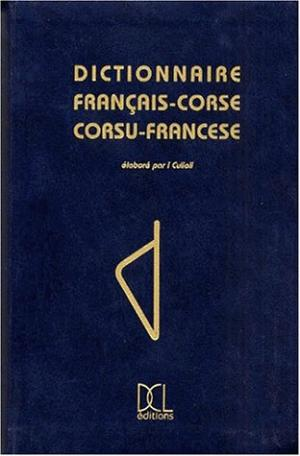 DICTIONNAIRE
FRANÇAIS-CORSE
CORSU-FRANCESE
élaboré par I Culioli
DCL
éditions